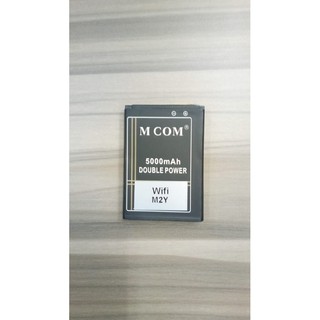 M COM®
5000mAh
DOUBLE POWER
Wifi
M2Y